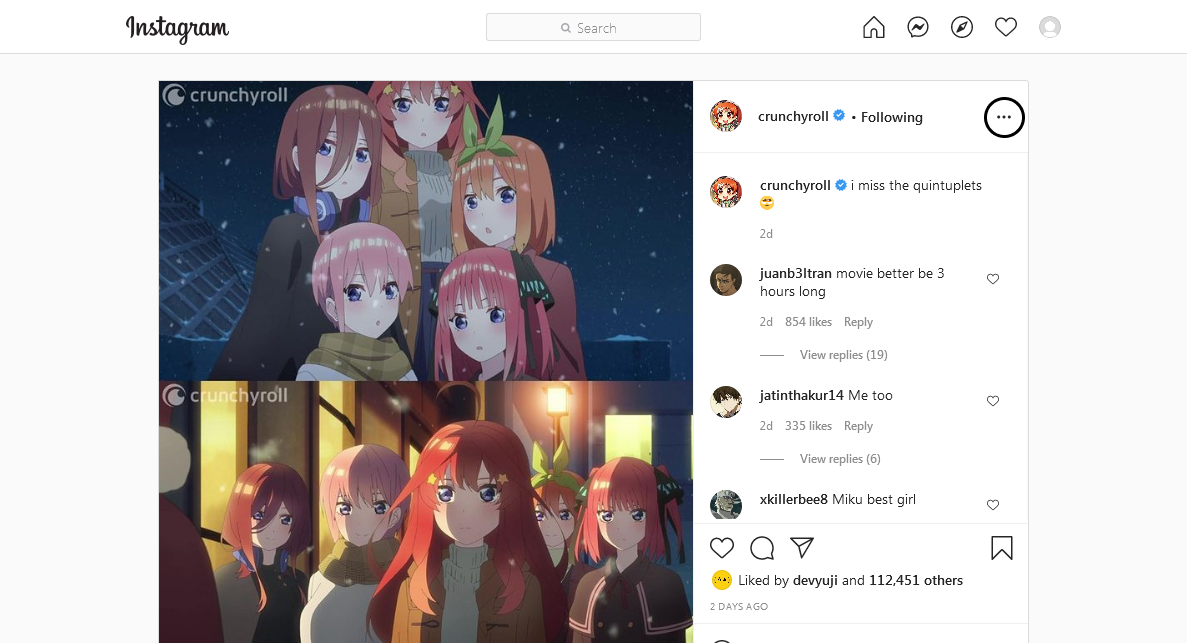 Instagram
Search
crunchyroll
crunchyroll
crunchyroll • Following
crunchyroll i miss the quintuplets
2d
juanb3ltran movie better be 3
hours long
2d 854 likes Reply
View replies (19)
jatinthakur14 Me too
2d 335 likes Reply
View replies (6)
xkillerbee8 Miku best girl
Liked by devyuji and 112,451 others
2 DAYS AGO